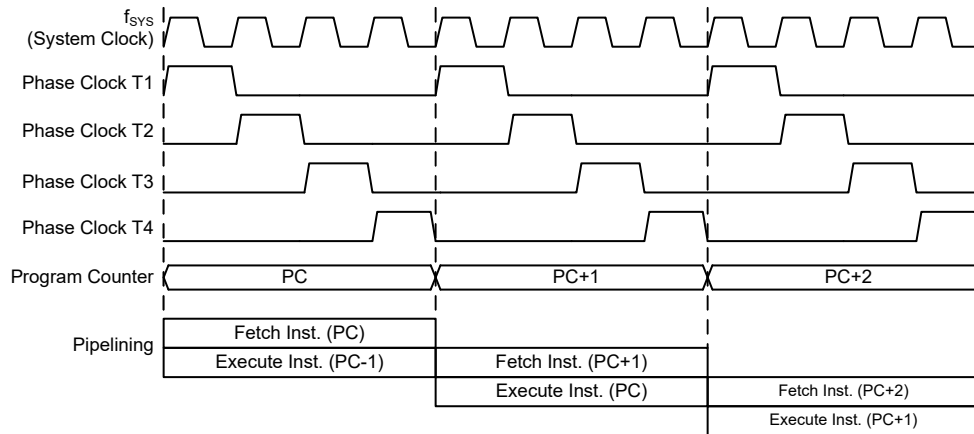 fSYS
(System Clock)
Phase Clock T1
Phase Clock T2
Phase Clock T3
Phase Clock T4
Program Counter
PC
PC+1
PC+2
Pipelining
Fetch Inst. (PC)
Execute Inst. (PC-1)
Fetch Inst. (PC+1)
Execute Inst. (PC)
Fetch Inst. (PC+2)
Execute Inst. (PC+1)